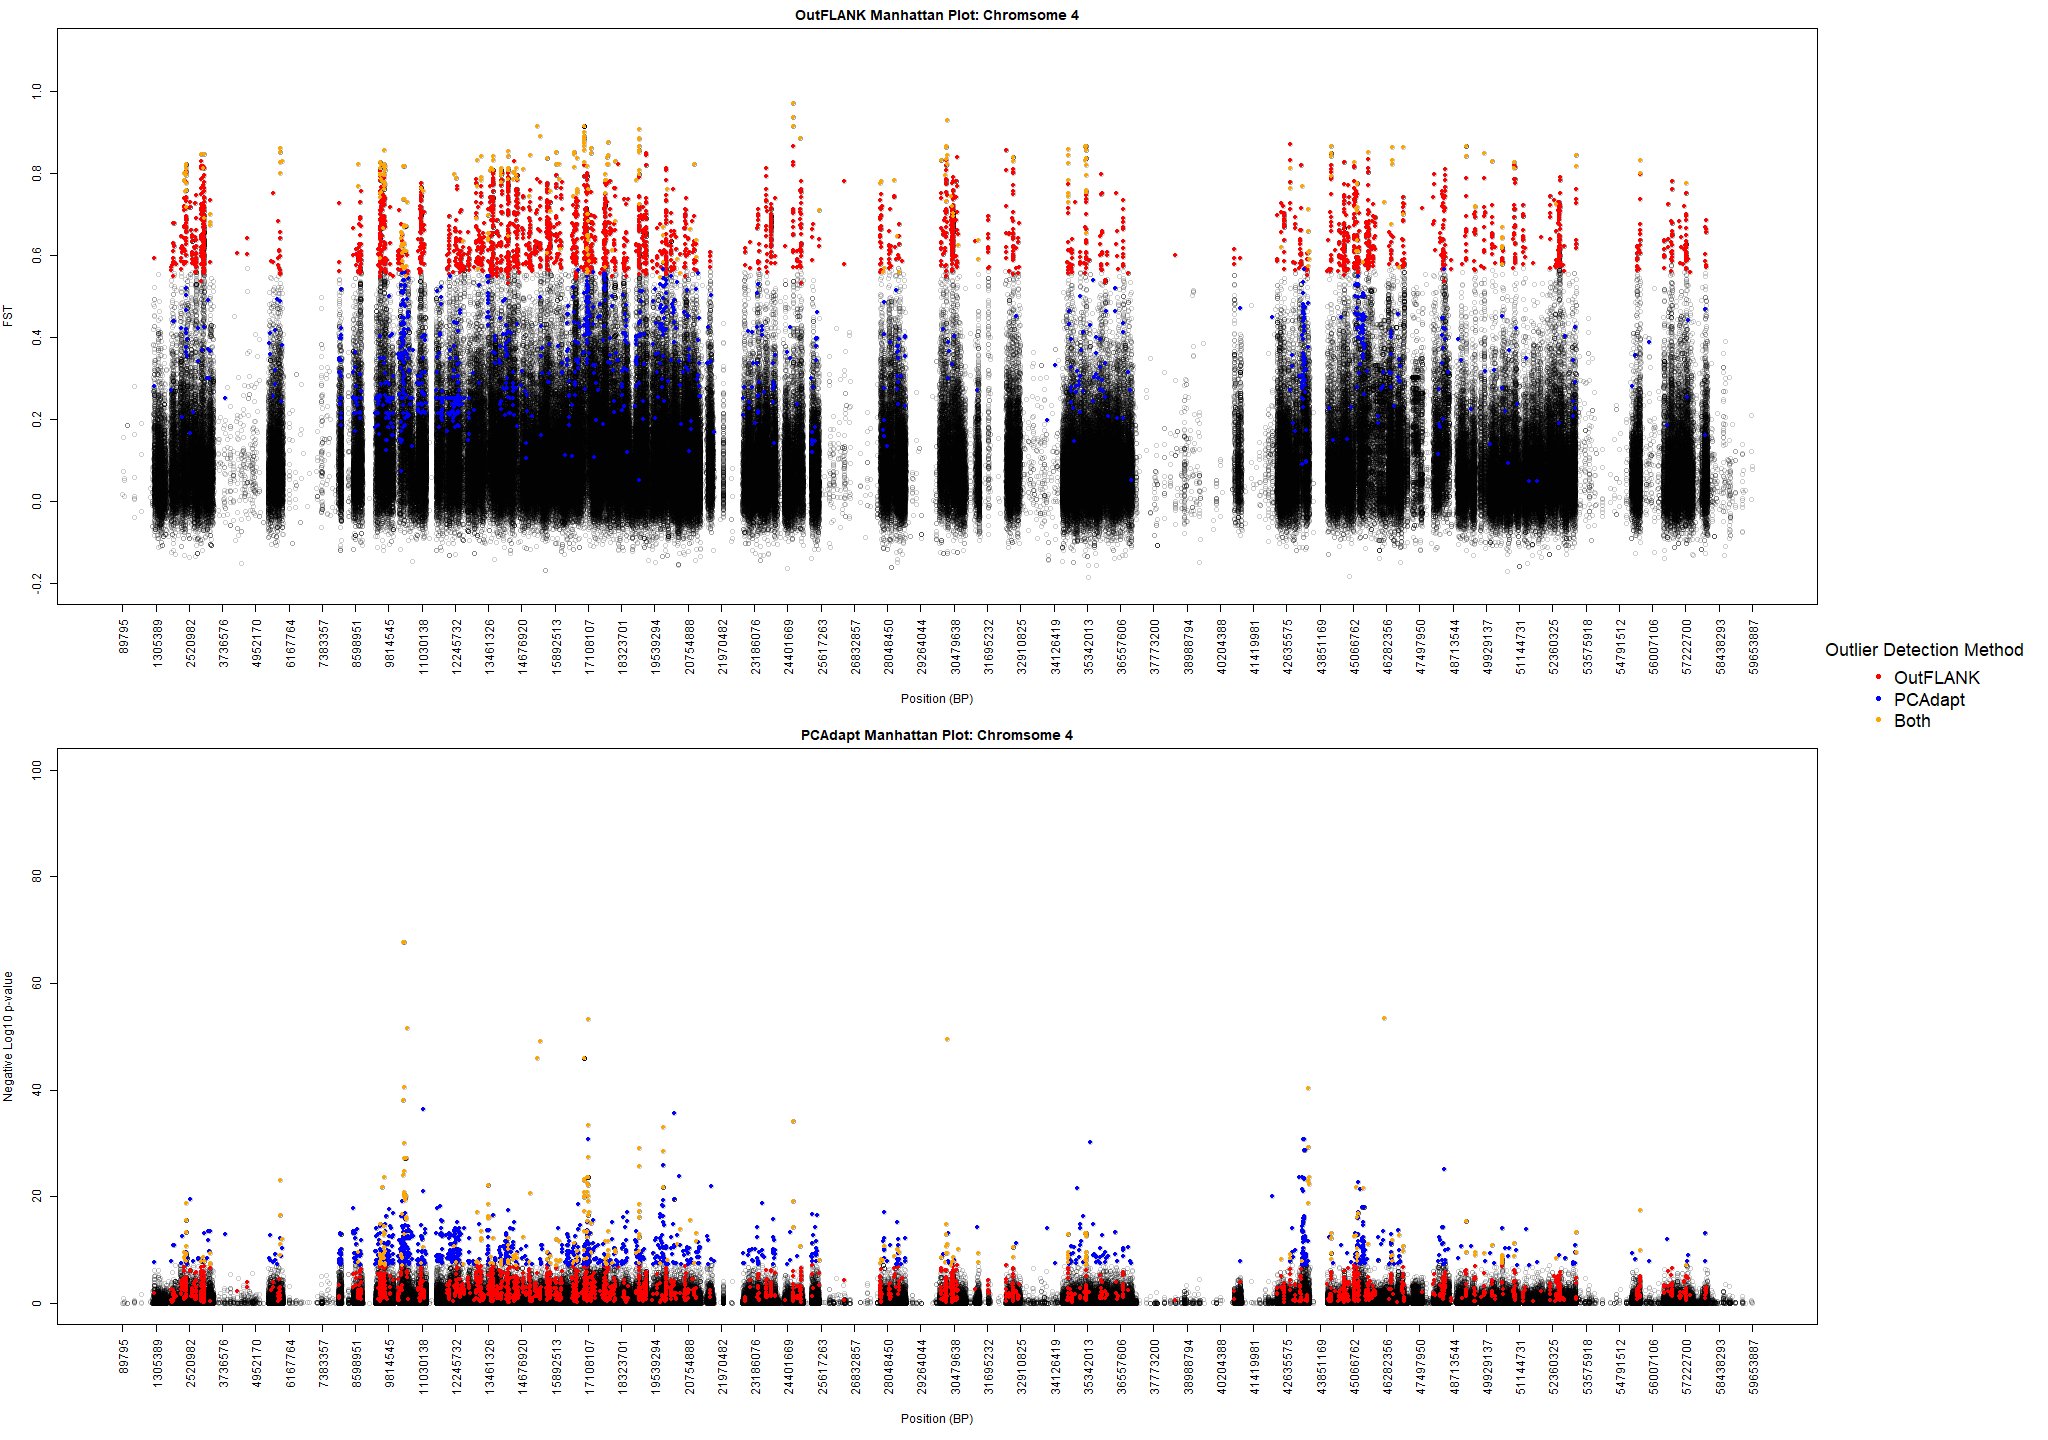 OutFLANK Manhattan Plot: Chromsome 4
FST
1.0
0.8
0.6
0.4
0.2
0.0
-0.2
89795 1305389 2520982 3736576 4952170 6167764 7383357 8598951 9814545 11030138 12245732 13461326 14676920 15892513 17108107 18323701 19539294 20754888 21970482 23186076 24401669 25617263 26832857 28048450 29264044 30479638 31695232 32910825 34126419 35342013 36557606 37773200 38988794 40204388 41419981 42635575 43851169 45066762 46282356 47497950 48713544 49929137 51144731 52360325 53575918 54791512 56007106 57222700 58438293 59653887
Position (BP)
Outlier Detection Method
OutFLANK
PCAdapt
Both
PCAdapt Manhattan Plot: Chromsome 4
Negative Log10 p-value
100
80
60
40
20
0
89795 1305389 2520982 3736576 4952170 6167764 7383357 8598951 9814545 11030138 12245732 13461326 14676920 15892513 17108107 18323701 19539294 20754888 21970482 23186076 24401669 25617263 26832857 28048450 29264044 30479638 31695232 32910825 34126419 35342013 36557606 37773200 38988794 40204388 41419981 42635575 43851169 45066762 46282356 47497950 48713544 49929137 51144731 52360325 53575918 54791512 56007106 57222700 58438293 59653887
Position (BP)